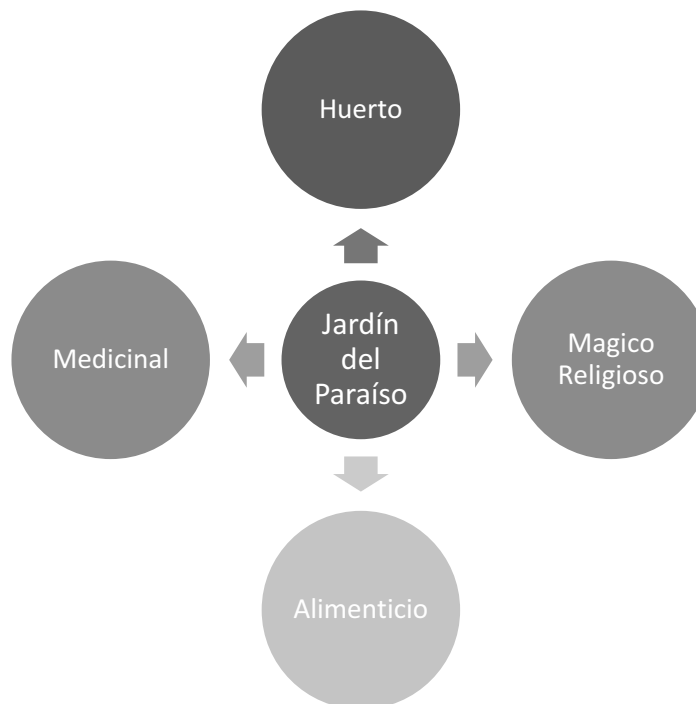 Huerto
Medicinal
Jardín
del
Paraíso
Magico
Religioso
Alimenticio